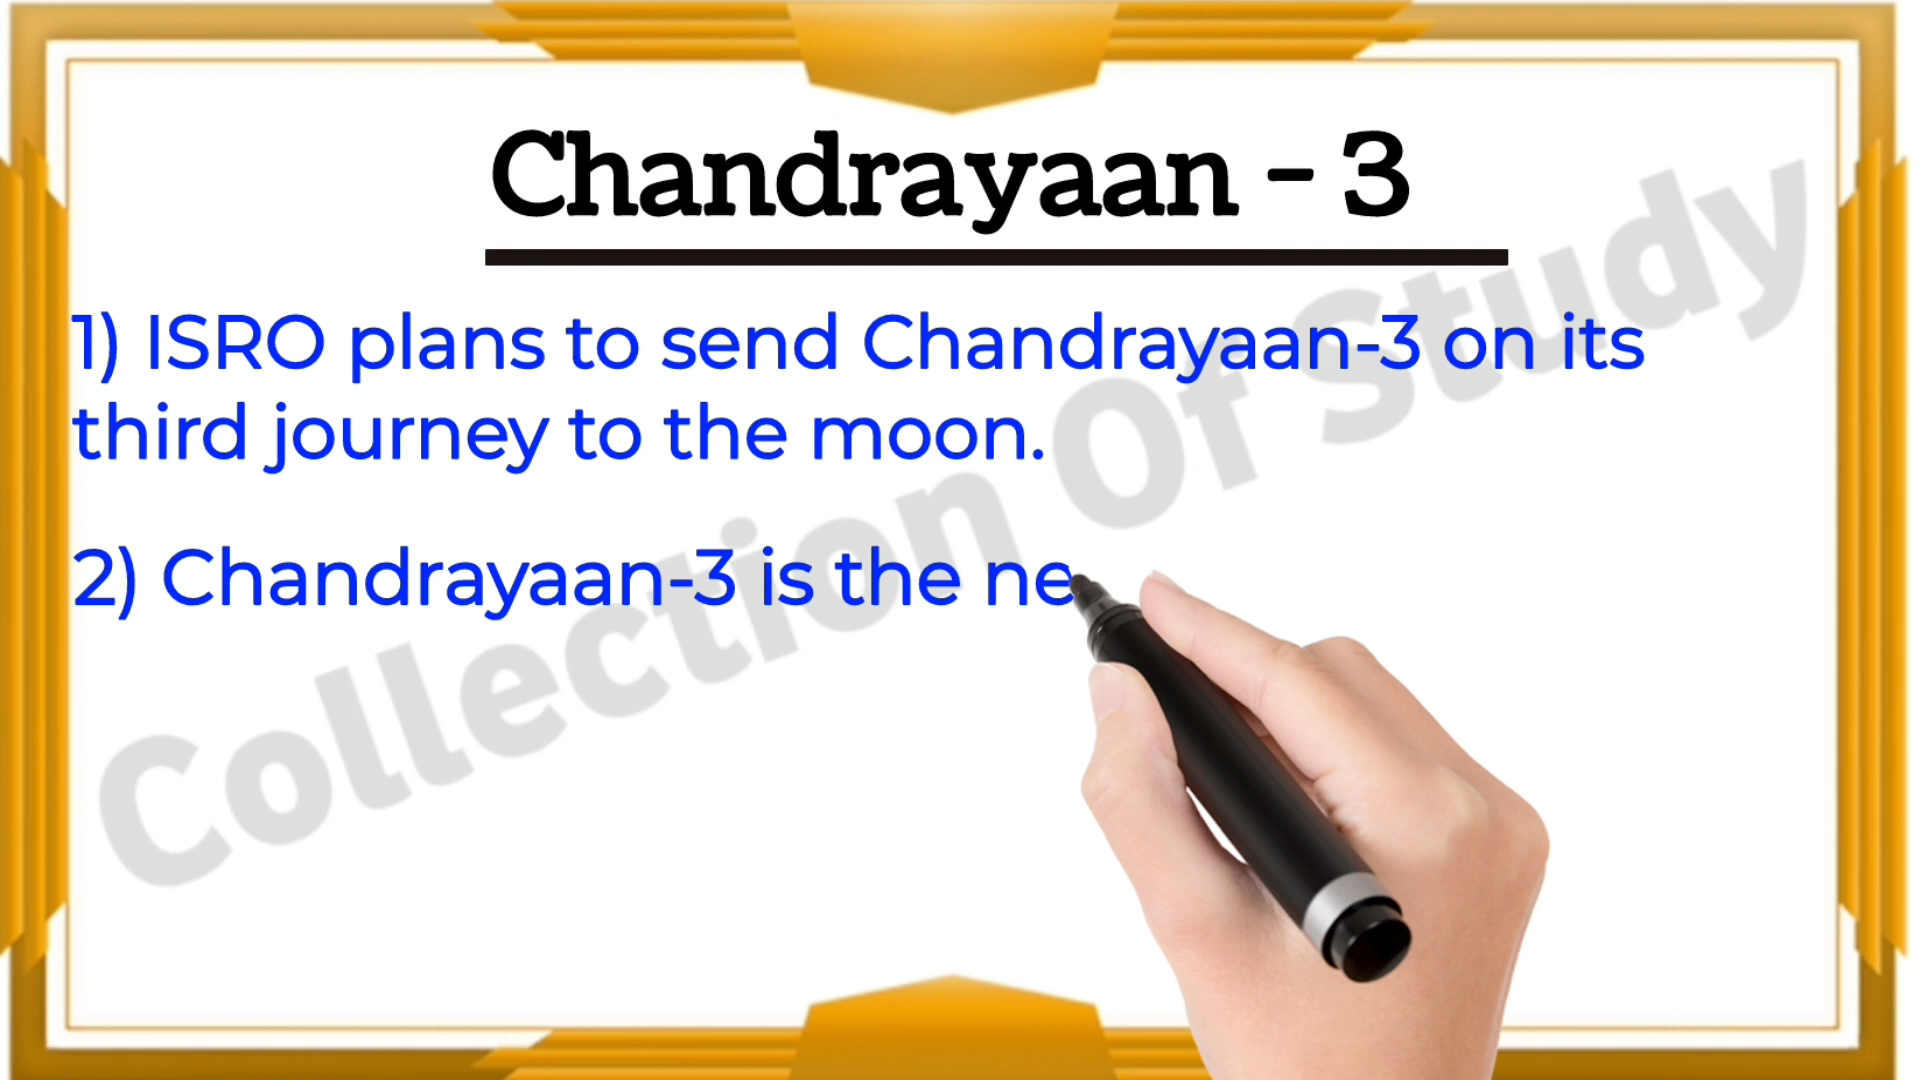 Chandrayaan - 3
1) ISRO plans to send Chandrayaan-3 on its
third journey to the moon.
2) Chandrayaan-3 is the ne
Collection Of Study